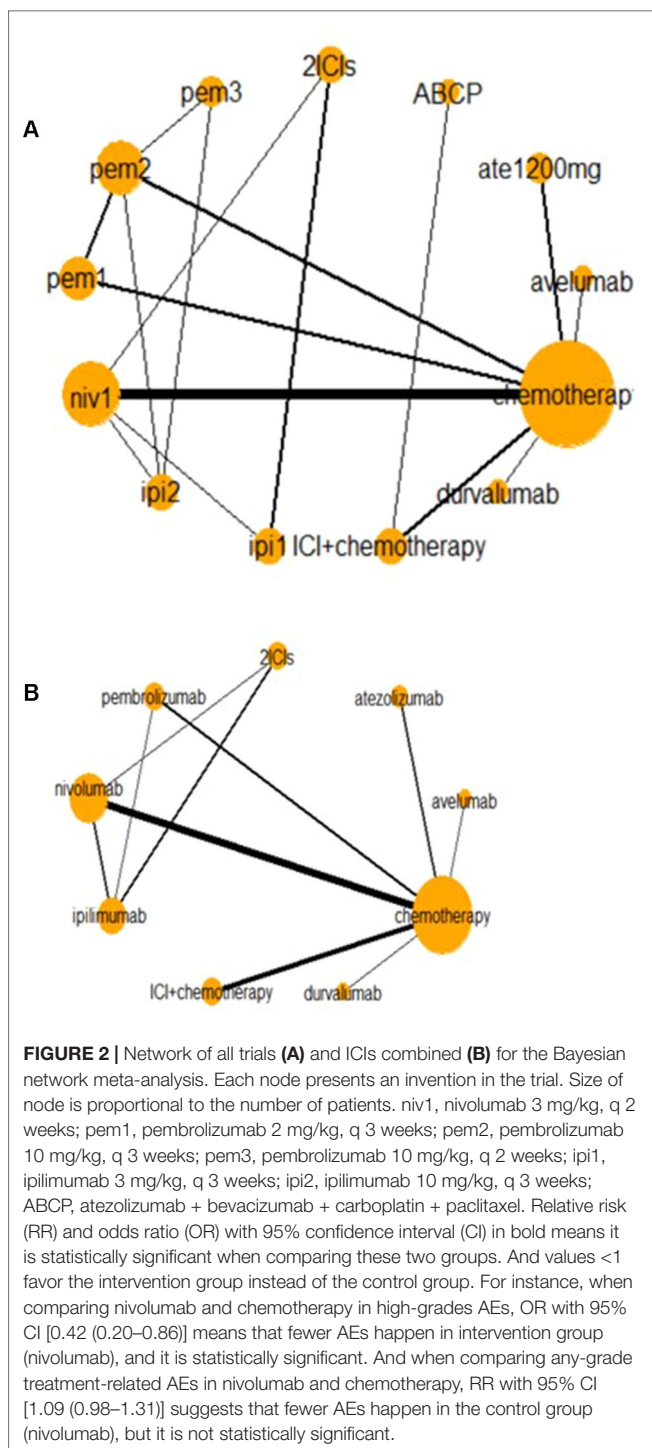 A
2ICIs
pem3
ABCP
pem2
ate1200mg
pem1
avelumab
niv1
chemotherap
ipi2
durvalumab
ipi1 ICI+chemotherapy
B
2ICIs
pembrolizumab
atezolizumab
nivolumab
avelumab
ipilimumab
chemotherapy
ICI+chemotherapy
durvalumab
FIGURE 2 | Network of all trials (A) and ICIs combined (B) for the Bayesian
network meta-analysis. Each node presents an invention in the trial. Size of
node is proportional to the number of patients. niv1, nivolumab 3 mg/kg, q 2
weeks; pem1, pembrolizumab 2 mg/kg, q 3 weeks; pem2, pembrolizumab
10 mg/kg, q 3 weeks; pem3, pembrolizumab 10 mg/kg, q 2 weeks; ipi1,
ipilimumab 3 mg/kg, q 3 weeks; ipi2, ipilimumab 10 mg/kg, q 3 weeks;
ABCP, atezolizumab + bevacizumab + carboplatin + paclitaxel. Relative risk
(RR) and odds ratio (OR) with 95% confidence interval (CI) in bold means it
is statistically significant when comparing these two groups. And values <1
favor the intervention group instead of the control group. For instance, when
comparing nivolumab and chemotherapy in high-grades AEs, OR with 95%
CI [0.42 (0.20–0.86)] means that fewer AEs happen in intervention group
(nivolumab), and it is statistically significant. And when comparing any-grade
treatment-related AEs in nivolumab and chemotherapy, RR with 95% CI
[1.09 (0.98–1.31)] suggests that fewer AEs happen in the control group
(nivolumab), but it is not statistically significant.